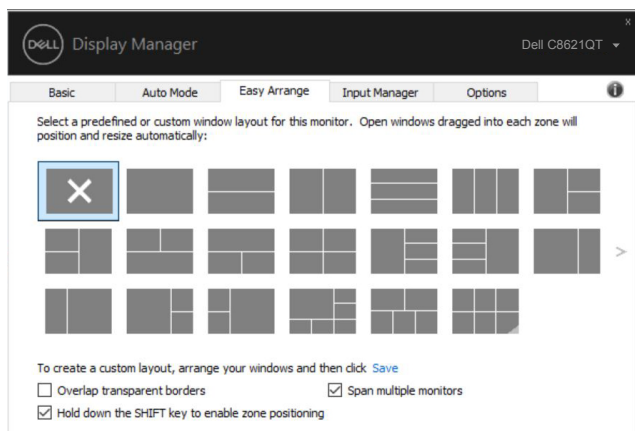 x
DELL Display Manager Dell C8621QT
Basic Auto Mode Easy Arrange Input Manager Options
Select a predefined or custom window layout for this monitor. Open windows dragged into each zone will
position and resize automatically:
To create a custom layout, arrange your windows and then click Save
Overlap transparent borders Span multiple monitors
Hold down the SHIFT key to enable zone positioning